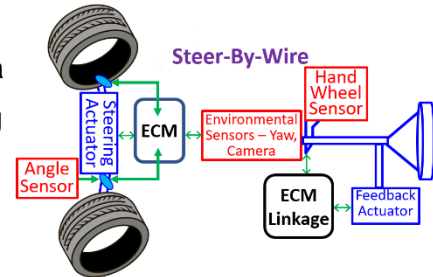 a
g
Steer-By-Wire
Hand
Wheel
Sensor
Steering
Actuator
ECM
Environmental
Sensors – Yaw,
Camera
Angle
Sensor
ECM
Linkage
Feedback
Actuator